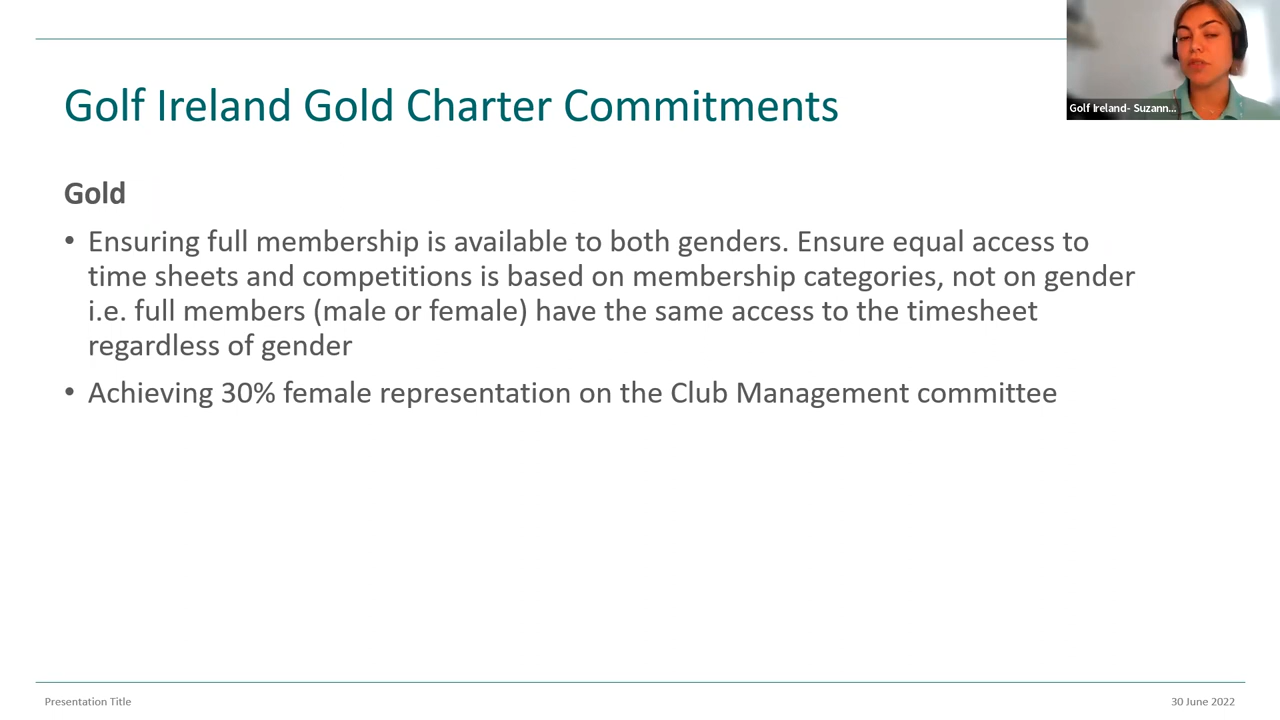 Golf Ireland Gold Charter Commitments
Golf Ireland- Suzann...
Gold
• Ensuring full membership is available to both genders. Ensure equal access to
time sheets and competitions is based on membership categories, not on gender
i.e. full members (male or female) have the same access to the timesheet
regardless of gender
• Achieving 30% female representation on the Club Management committee
Presentation Title
30 June 2022